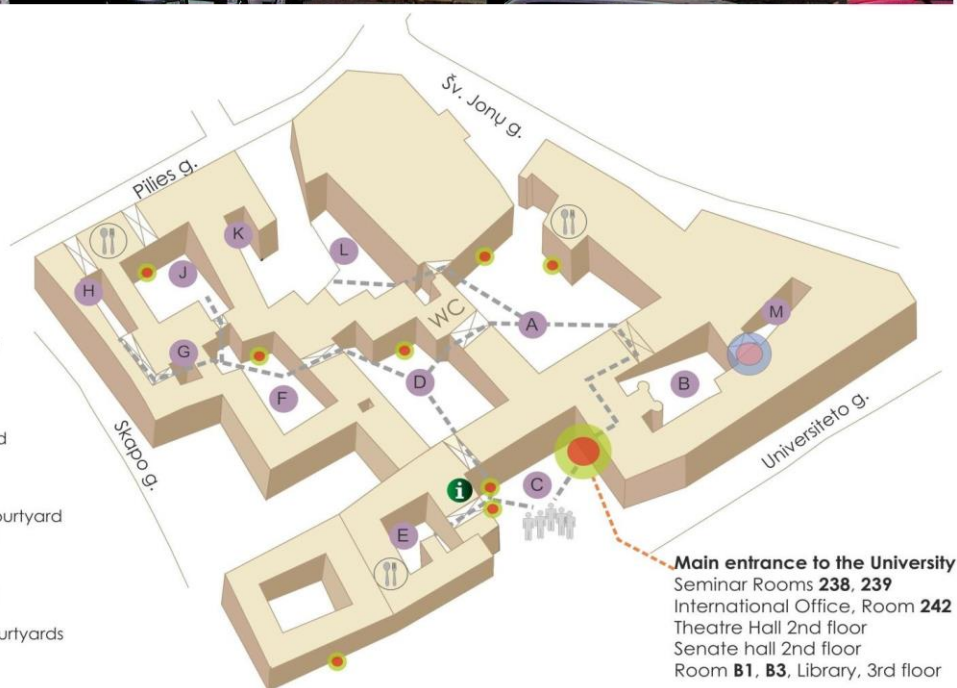 Šv. Jonų g.
Pilies g.
K
L
J
H
WC
A
M
G
D
B
F
Skapo g.
Universiteto g.
d
i
C
ourtyard
E
Main entrance to the University
Seminar Rooms 238, 239
International Office, Room 242
Theatre Hall 2nd floor
urtyards
Senate hall 2nd floor
Room B1, B3, Library, 3rd floor